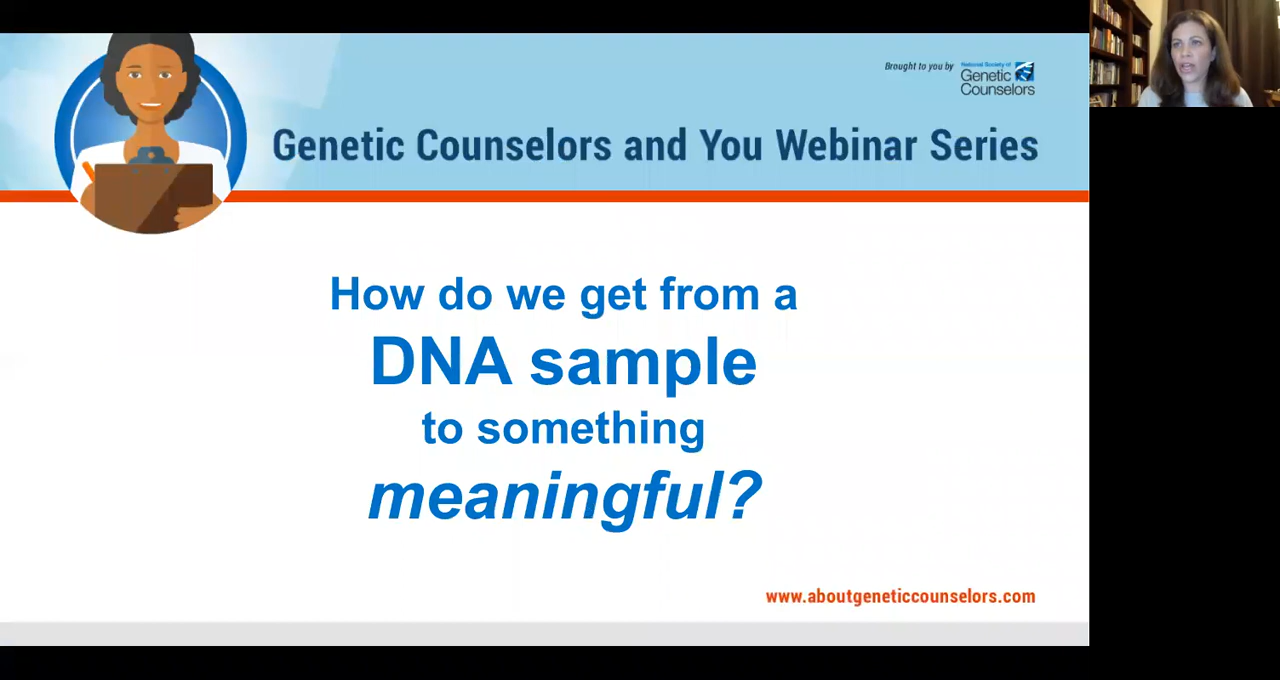 Brought to you by
National Society of
Genetic
Counselors
Genetic Counselors and You Webinar Series
How do we get from a
DNA sample
to something
meaningful?
www.aboutgeneticcounselors.com